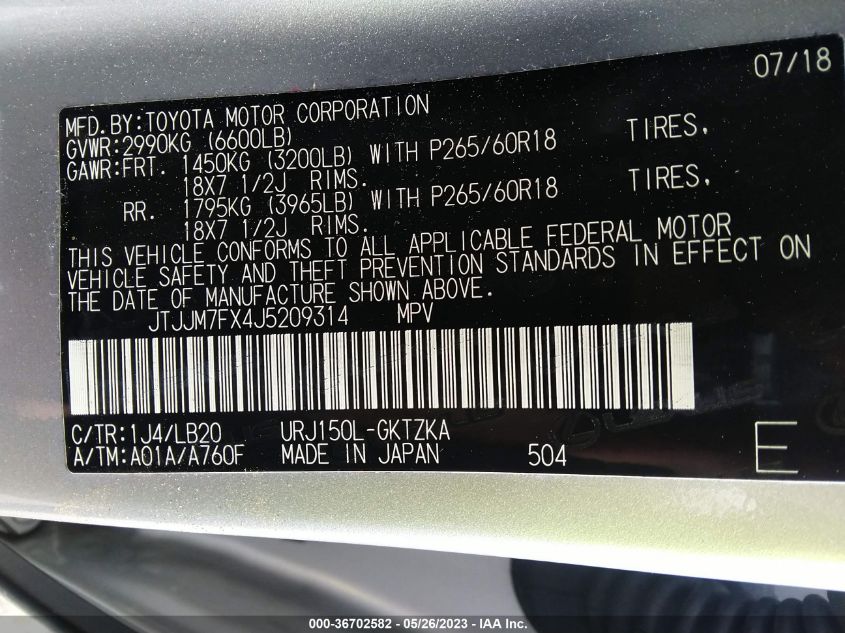 07/18
MFD.BY:TOYOTA MOTOR CORPORATION
GVWR:2990KG (6600LB)
GAWR:FRT. 1450KG (3200LB) WITH P265/60R18 TIRES,
18X7 1/2J RIMS.
RR. 1795KG (3965LB) WITH P265/60R18 TIRES,
18X7 1/2J RIMS.
THIS VEHICLE CONFORMS TO ALL APPLICABLE FEDERAL MOTOR
VEHICLE SAFETY AND THEFT PREVENTION STANDARDS IN EFFECT ON
THE DATE OF MANUFACTURE SHOWN ABOVE.
JTJJM7FX4J5209314 MPV
C/TR:1J4/LB20 URJ150L-GKTZKA
A/TM:A01A/A760F MADE IN JAPAN 504 E
000-36702582 - 05/26/2023 - IAA Inc.